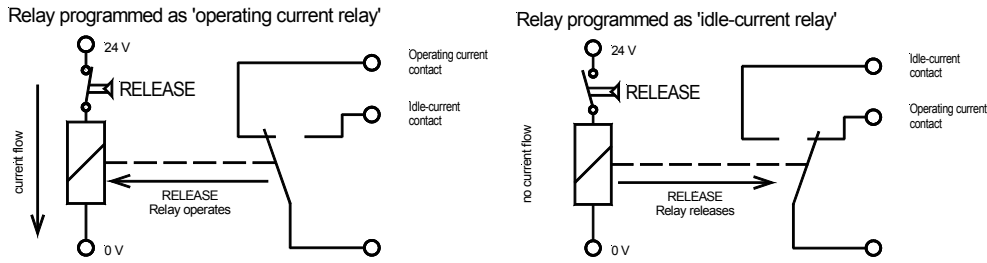 Relay programmed as 'operating current relay'
24 V
RELEASE
current flow
RELEASE
Relay operates
0 V
Operating current
contact
Idle-current
contact
Relay programmed as 'idle-current relay'
24 V
RELEASE
no current flow
RELEASE
Relay releases
0 V
Idle-current
contact
Operating current
contact